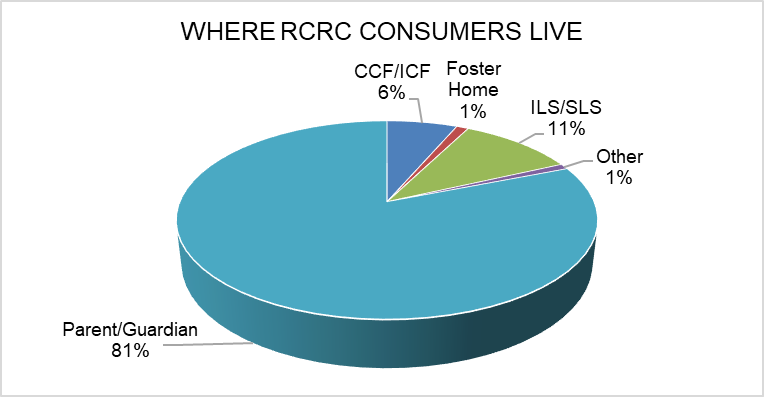 WHERE RCRC CONSUMERS LIVE
CCF/ICF
6%
Foster
Home
1%
ILS/SLS
11%
Other
1%
Parent/Guardian
81%